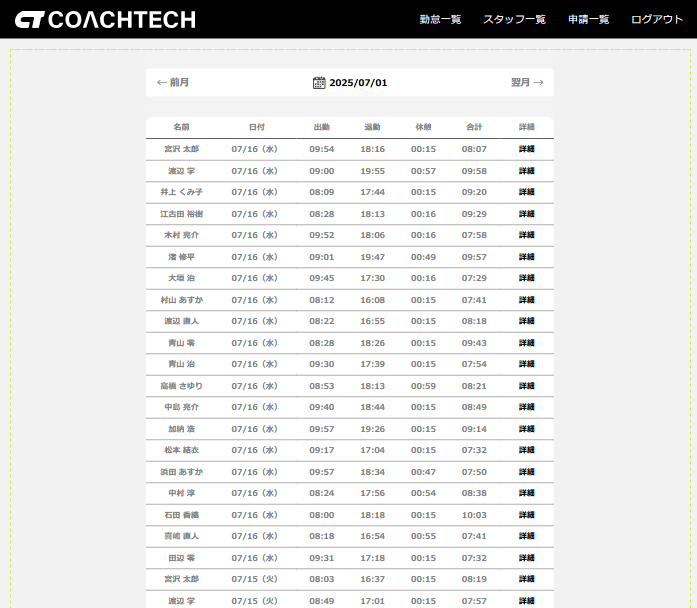 COACHTECH 勤怠一覧 スタッフ一覧 申請一覧 ログアウト
← 前月 2025/07/01 翌月 →
名前 日付 出勤 退勤 休憩 合計 詳細
宮沢 太郎 07/16（水） 09:54 18:16 00:15 08:07 詳細
渡辺 学 07/16（水） 09:00 19:55 00:57 09:58 詳細
井上 くみ子 07/16（水） 08:09 17:44 00:15 09:20 詳細
江古田 裕樹 07/16（水） 08:28 18:13 00:16 09:29 詳細
木村 亮介 07/16（水） 09:52 18:06 00:16 07:58 詳細
渚 修平 07/16（水） 09:01 19:47 00:49 09:57 詳細
大垣 治 07/16（水） 09:45 17:30 00:16 07:29 詳細
村山 あすか 07/16（水） 08:12 16:08 00:15 07:41 詳細
渡辺 直人 07/16（水） 08:22 16:55 00:15 08:18 詳細
青山 零 07/16（水） 08:28 18:26 00:15 09:43 詳細
青山 治 07/16（水） 09:30 17:39 00:15 07:54 詳細
高橋 さゆり 07/16（水） 08:53 18:13 00:59 08:21 詳細
中島 亮介 07/16（水） 09:40 18:44 00:15 08:49 詳細
加納 浩 07/16（水） 09:57 19:26 00:15 09:14 詳細
松本 結衣 07/16（水） 09:17 17:04 00:15 07:32 詳細
浜田 あすか 07/16（水） 09:57 18:34 00:47 07:50 詳細
中村 淳 07/16（水） 08:24 17:56 00:54 08:38 詳細
石田 香織 07/16（水） 08:00 18:18 00:15 10:03 詳細
喜嶋 直人 07/16（水） 08:18 16:54 00:55 07:41 詳細
田辺 零 07/16（水） 09:31 17:18 00:15 07:32 詳細
宮沢 太郎 07/15（火） 08:03 16:37 00:15 08:19 詳細
渡辺 学 07/15（火） 08:49 17:01 00:15 07:57 詳細